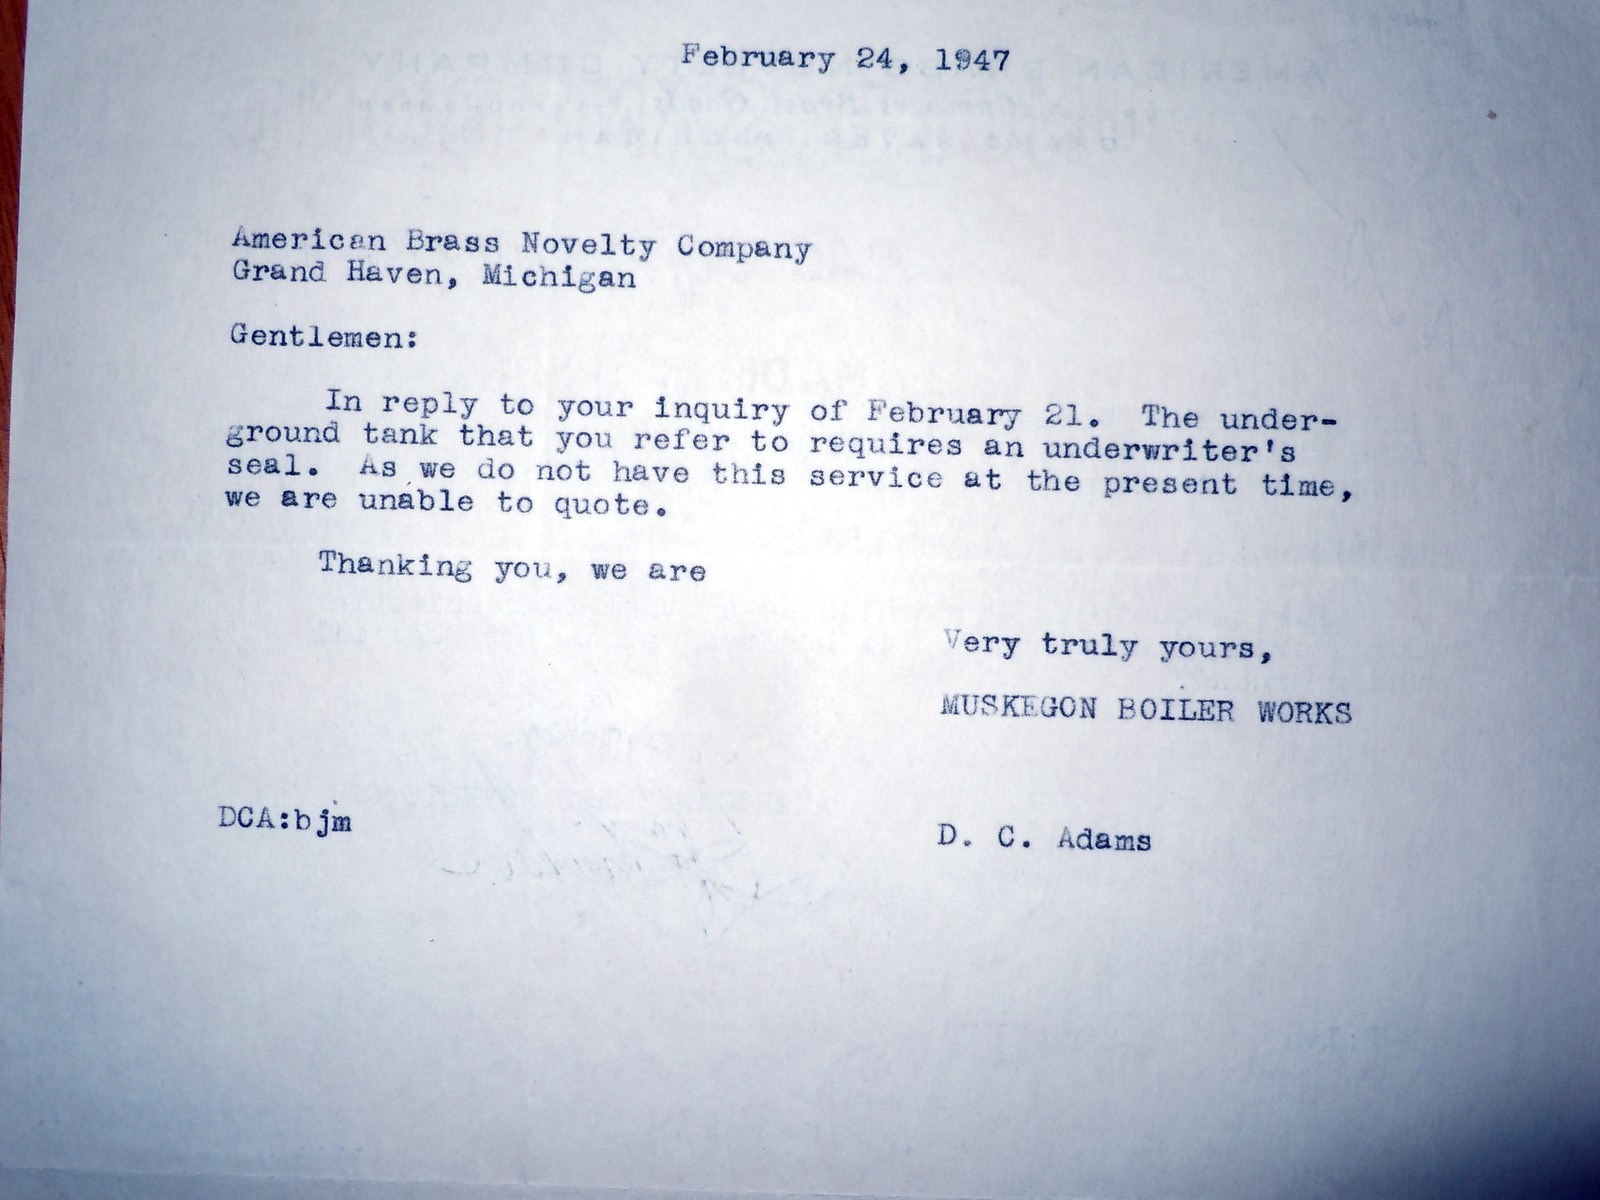 February 24, 1947
American Brass Novelty Company
Grand Haven, Michigan
Gentlemen:
In reply to your inquiry of February 21. The under-
ground tank that you refer to requires an underwriter's
seal. As we do not have this service at the present time,
we are unable to quote.
Thanking you, we are
Very truly yours,
MUSKEGON BOILER WORKS
DCA:bjm
D. C. Adams